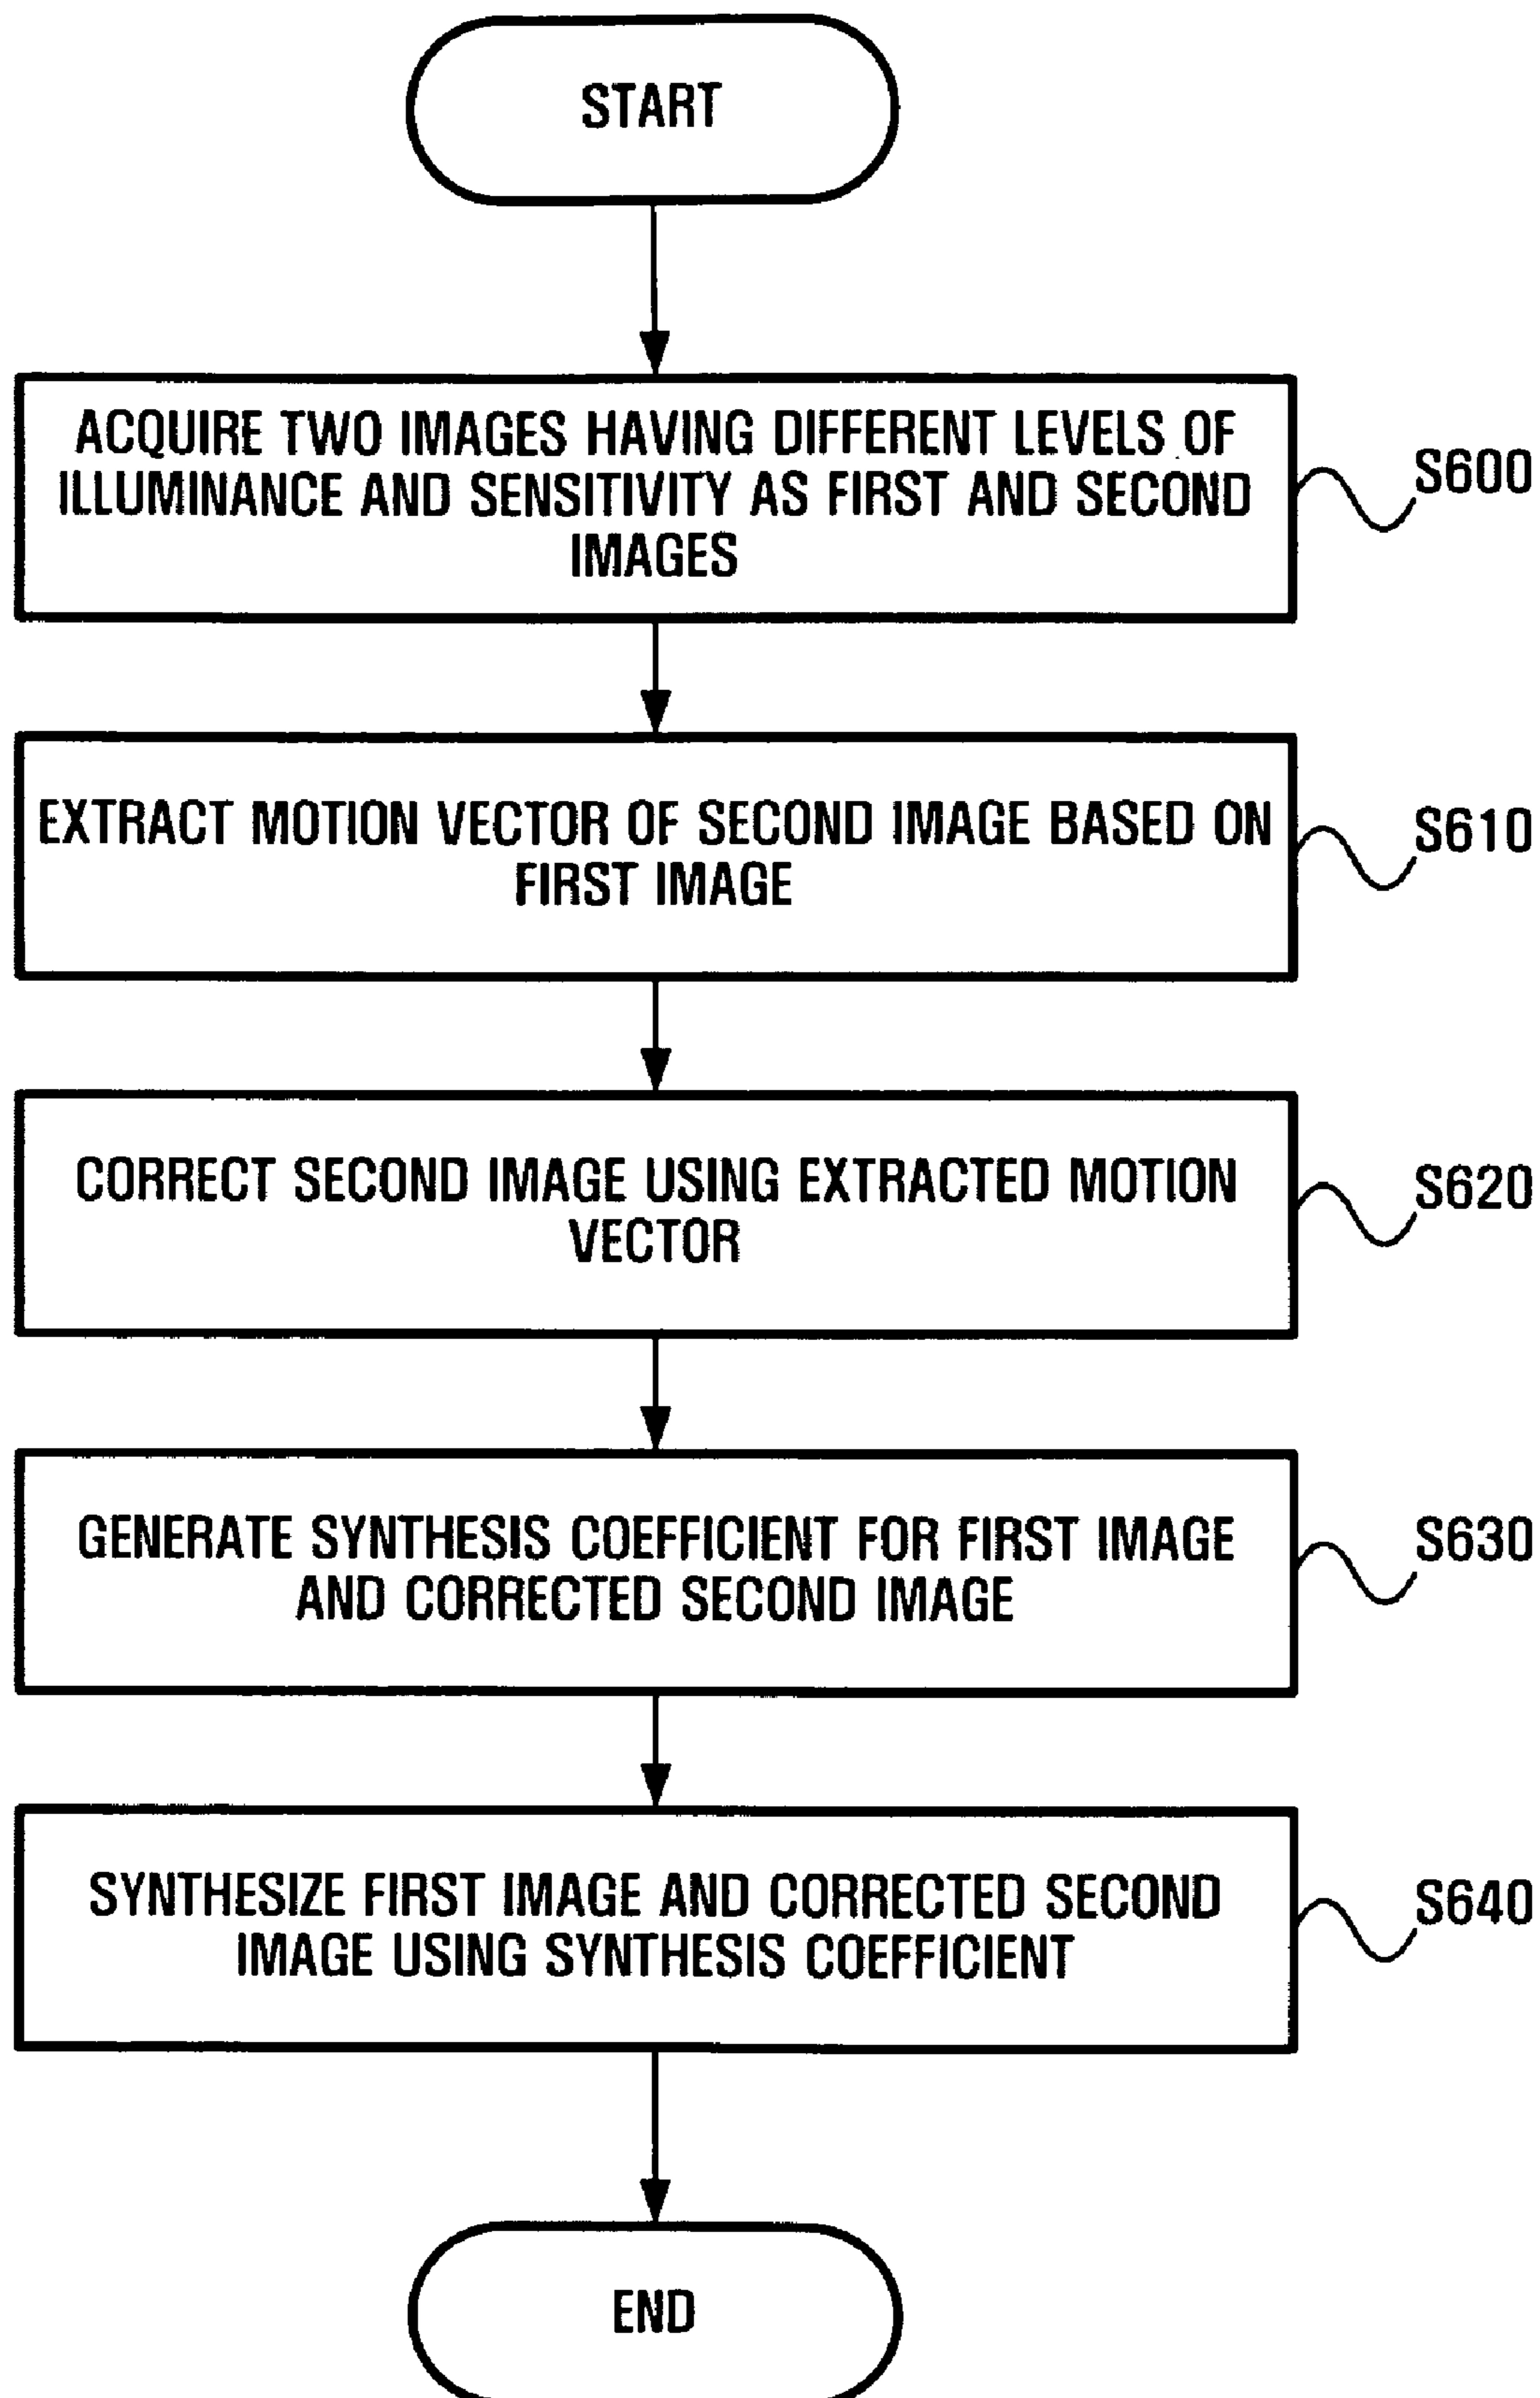 START
ACQUIRE TWO IMAGES HAVING DIFFERENT LEVELS OF
ILLUMINANCE AND SENSITIVITY AS FIRST AND SECOND
IMAGES
S600
EXTRACT MOTION VECTOR OF SECOND IMAGE BASED ON
FIRST IMAGE
S610
CORRECT SECOND IMAGE USING EXTRACTED MOTION
VECTOR
S620
GENERATE SYNTHESIS COEFFICIENT FOR FIRST IMAGE
AND CORRECTED SECOND IMAGE
S630
SYNTHESIZE FIRST IMAGE AND CORRECTED SECOND
IMAGE USING SYNTHESIS COEFFICIENT
S640
END